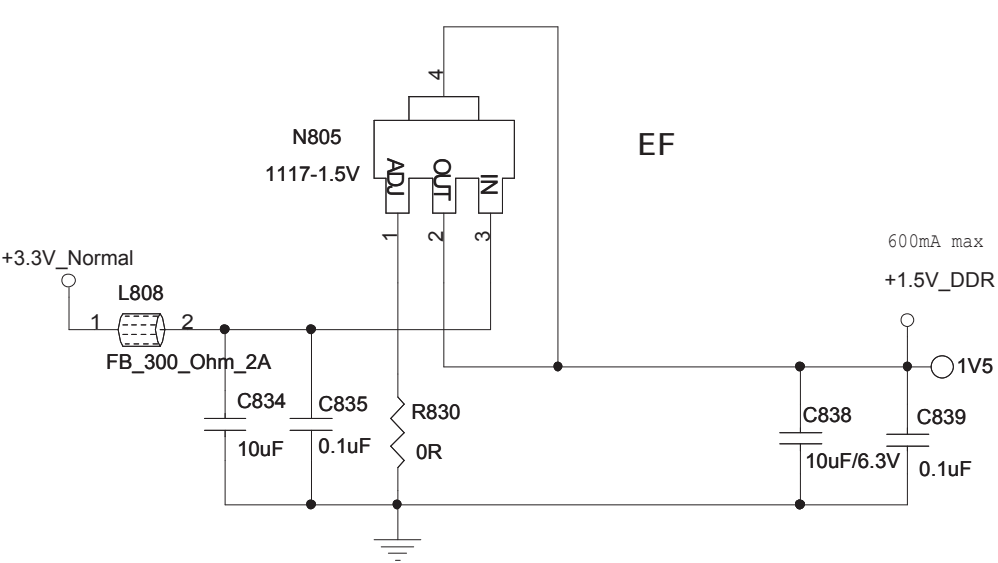 4
N805
1117-1.5V
ADJ
OUT
IN
EF
1
2
3
600mA max
+3.3V_Normal
+1.5V_DDR
L808
1
2
FB_300_Ohm_2A
1V5
C834
10uF
C835
0.1uF
R830
0R
C838
10uF/6.3V
C839
0.1uF